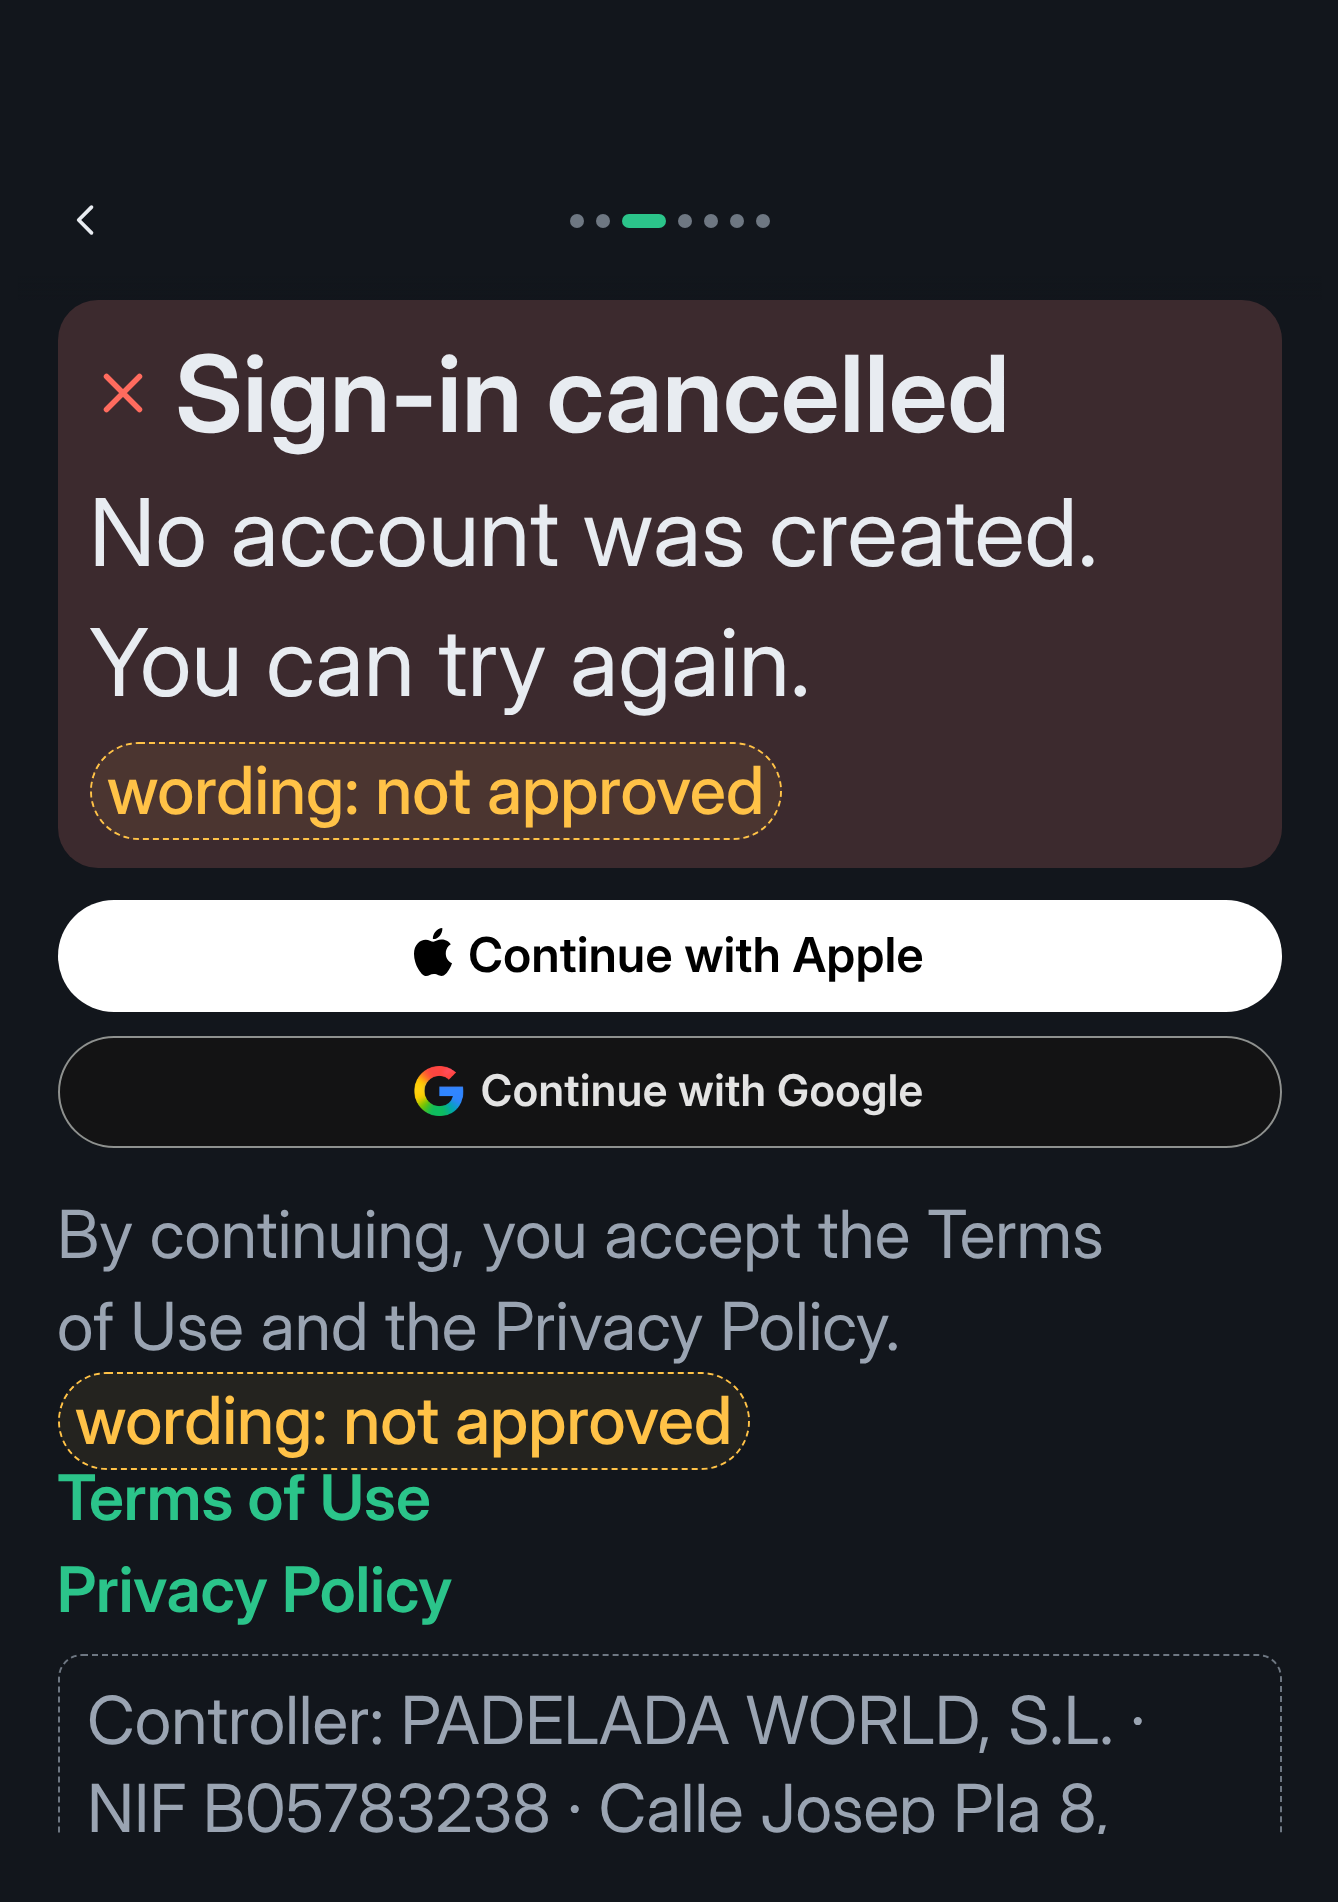 Sign-in cancelled
No account was created.
You can try again.
wording: not approved
Continue with Apple
Continue with Google
By continuing, you accept the Terms
of Use and the Privacy Policy.
wording: not approved
Terms of Use
Privacy Policy
Controller: PADELADA WORLD, S.L. ·
NIF B05783238 · Calle Josep Pla 8,